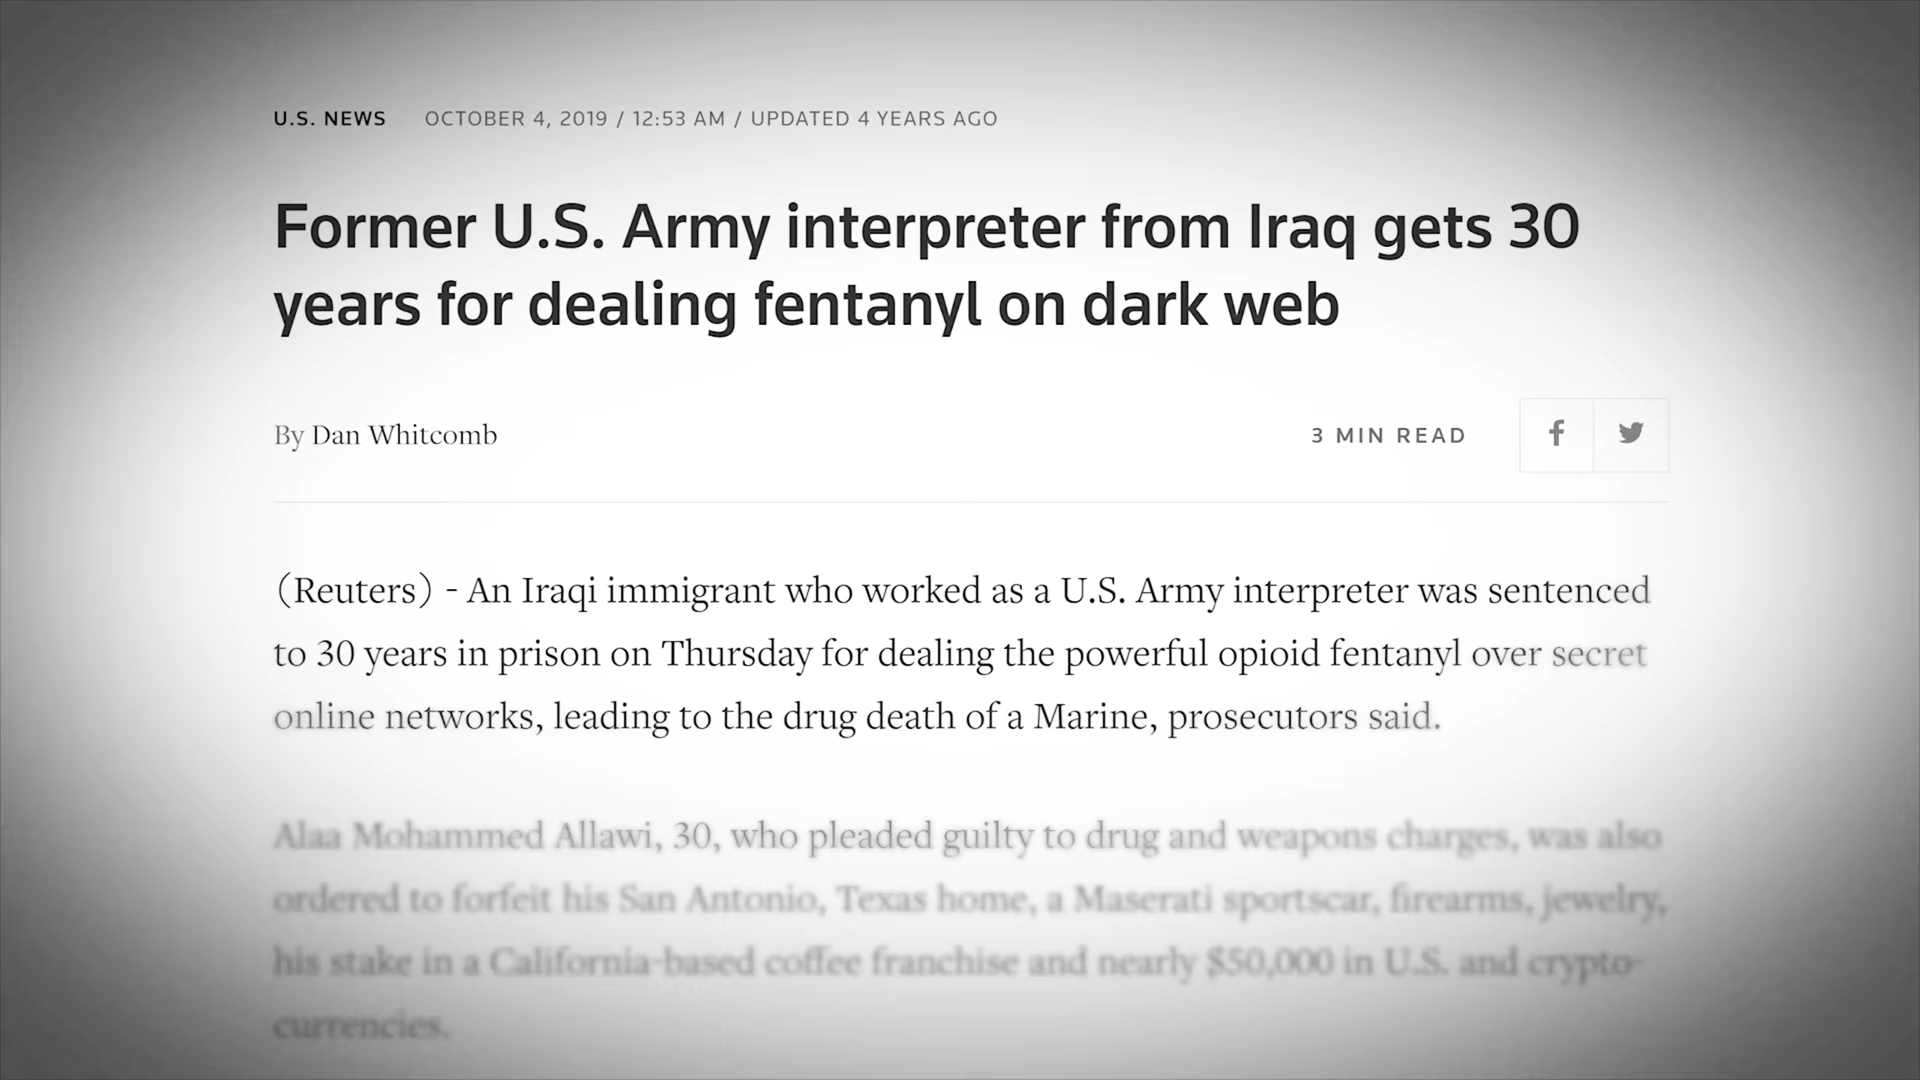 U.S. NEWS OCTOBER 4, 2019 / 12:53 AM / UPDATED 4 YEARS AGO
Former U.S. Army interpreter from Iraq gets 30
years for dealing fentanyl on dark web
By Dan Whitcomb
3 MIN READ
(Reuters) - An Iraqi immigrant who worked as a U.S. Army interpreter was sentenced
to 30 years in prison on Thursday for dealing the powerful opioid fentanyl over secret
online networks, leading to the drug death of a Marine, prosecutors said.
Alaa Mohammed Allawi, 30, who pleaded guilty to drug and weapons charges, was also
ordered to forfeit his San Antonio, Texas home, a Maserati sportscar, firearms, jewelry,
his stake in a California-based coffee franchise and nearly $50,000 in U.S. and crypto-
currencies.